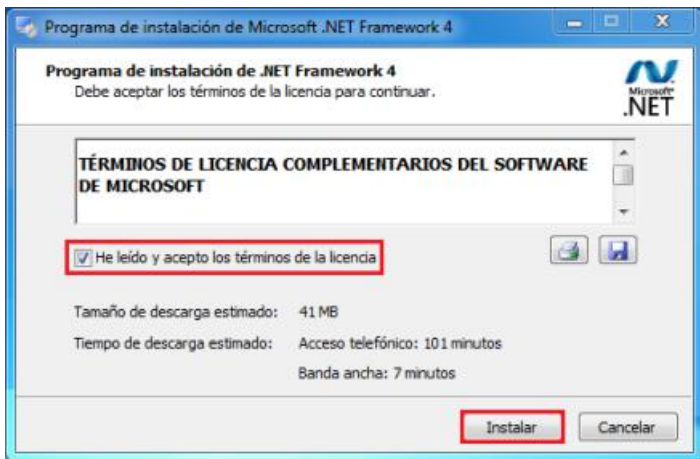 Programa de instalación de Microsoft .NET Framework 4
Programa de instalación de .NET Framework 4
Debe aceptar los términos de la licencia para continuar.
Microsoft®
.NET
TÉRMINOS DE LICENCIA COMPLEMENTARIOS DEL SOFTWARE
DE MICROSOFT
He leído y acepto los términos de la licencia
Tamaño de descarga estimado: 41 MB
Tiempo de descarga estimado: Acceso telefónico: 101 minutos
Banda ancha: 7 minutos
Instalar Cancelar